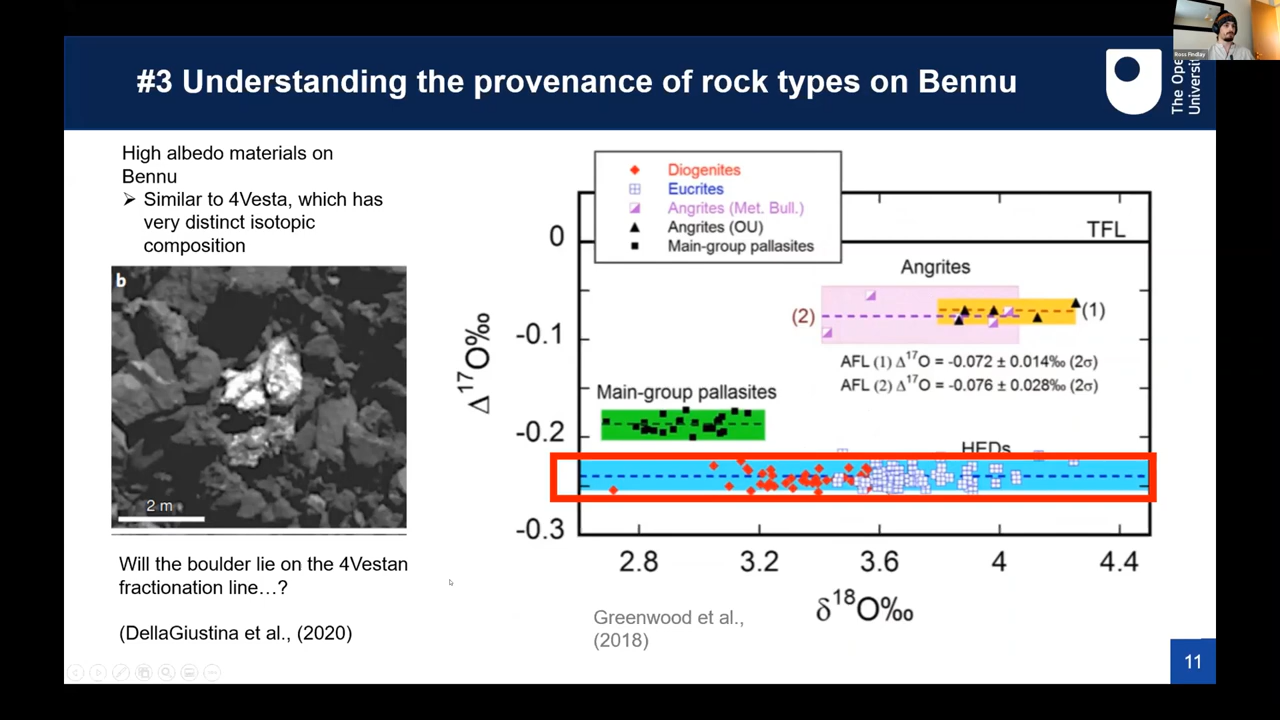 #3 Understanding the provenance of rock types on Bennu
The Open
University
Ross Findlay
High albedo materials on
Bennu
➢ Similar to 4Vesta, which has
very distinct isotopic
composition
b
2 m
Will the boulder lie on the 4Vestan
fractionation line…?
(DellaGiustina et al., (2020)
Diogenites
Eucrites
Angrites (Met. Bull.)
Angrites (OU)
Main-group pallasites
TFL
Angrites
(2)
(1)
AFL (1) Δ¹⁷O = -0.072 ± 0.014‰ (2σ)
AFL (2) Δ¹⁷O = -0.076 ± 0.028‰ (2σ)
Main-group pallasites
HEDs
0
-0.1
-0.2
-0.3
Δ¹⁷O‰
2.8 3.2 3.6 4 4.4
δ¹⁸O‰
Greenwood et al.,
(2018)
11